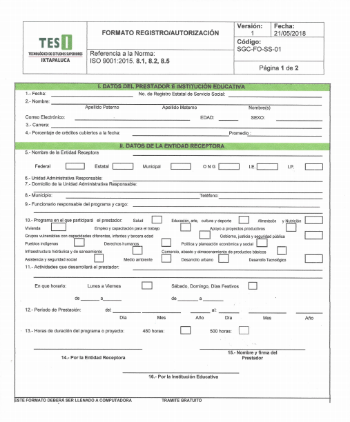 TESI
TECNOLÓGICO DE ESTUDIOS SUPERIORES
IXTAPALUCA
FORMATO REGISTRO/AUTORIZACIÓN
Referencia a la Norma:
ISO 9001:2015. 8.1, 8.2, 8.5
Versión: 1
Fecha: 21/05/2018
Código:
SGC-FO-SS-01
Página 1 de 2
I. DATOS DEL PRESTADOR E INSTITUCIÓN EDUCATIVA
1.- Fecha: No. de Registro Estatal de Servicio Social:
2.- Nombre:
Apellido Paterno Apellido Materno Nombre(s)
Correo Electrónico: EDAD: SEXO:
3.- Carrera:
4.- Porcentaje de créditos cubiertos a la fecha: Promedio
II. DATOS DE LA ENTIDAD RECEPTORA
5.- Nombre de la Entidad Receptora
Federal Estatal Municipal O.N.G. I.E. I.P.
6.- Unidad Administrativa Responsable:
7.- Domicilio de la Unidad Administrativa Responsable:
8.- Municipio: Teléfono:
9.- Funcionario responsable del programa y cargo:
10.- Programa en el que participará el prestador: Salud Educación, arte, cultura y deporte Alimentación y Nutrición
Vivienda Empleo y capacitación para el trabajo Apoyo a proyectos productivos
Grupos vulnerables con capacidades diferentes, infantes y tercera edad Gobierno, justicia y seguridad pública
Pueblos indígenas Derechos humanos Política y planeación económica y social
Infraestructura hidráulica y de saneamiento Comercio, abasto y almacenamiento de productos básicos
Asistencia y seguridad social Medio ambiente Desarrollo urbano Desarrollo tecnológico
11.- Actividades que desarrollará el prestador:
En que horario: Lunes a Viernes Sábado, Domingo, Días Festivos
de a de a
12.- Periodo de Prestación: del al
Día Mes Año Día Mes Año
13.- Horas de duración del programa o proyecto: 480 horas: 500 horas:
14.- Por la Entidad Receptora
15.- Nombre y firma del
Prestador
16.- Por la Institución Educativa
ESTE FORMATO DEBERÁ SER LLENADO A COMPUTADORA TRÁMITE GRATUITO